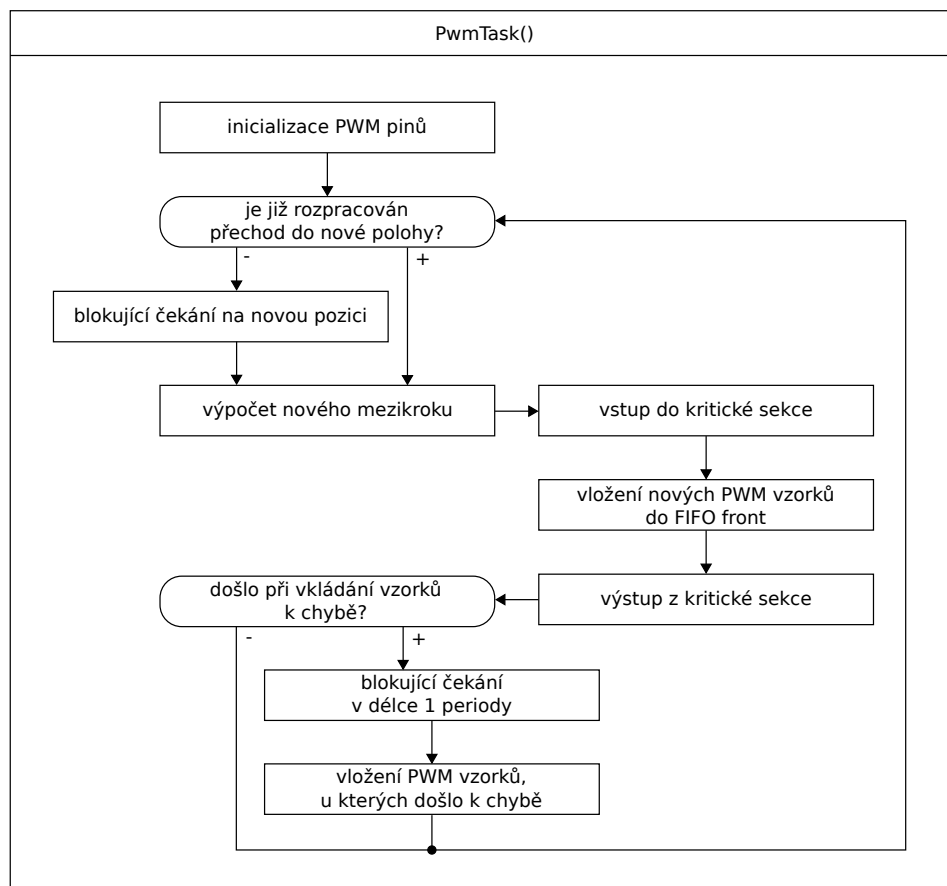 PwmTask()
inicializace PWM pinů
je již rozpracován
přechod do nové polohy?
-
+
blokující čekání na novou pozici
výpočet nového mezikroku
vstup do kritické sekce
vložení nových PWM vzorků
do FIFO front
výstup z kritické sekce
došlo při vkládání vzorků
k chybě?
-
+
blokující čekání
v délce 1 periody
vložení PWM vzorků,
u kterých došlo k chybě